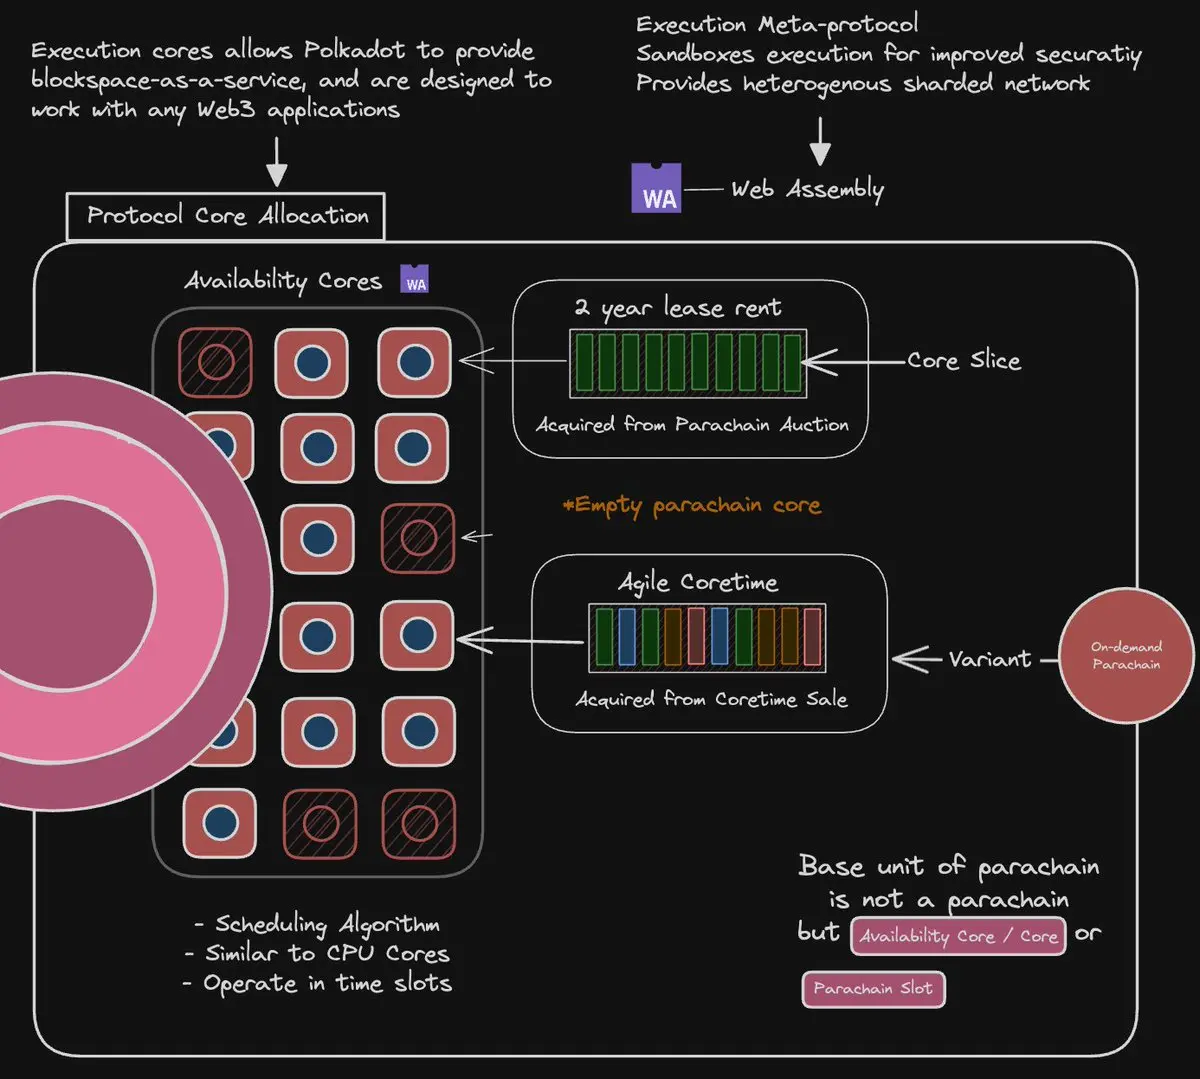 Execution cores allows Polkadot to provide
blockspace-as-a-service, and are designed to
work with any Web3 applications
Execution Meta-protocol
Sandboxes execution for improved securatiy
Provides heterogenous sharded network
WA
Web Assembly
Protocol Core Allocation
Availability Cores
WA
2 year lease rent
Core Slice
Acquired from Parachain Auction
*Empty parachain core
Agile Coretime
Acquired from Coretime Sale
Variant
On-demand
Parachain
Base unit of parachain
is not a parachain
but Availability Core / Core or
Parachain Slot
- Scheduling Algorithm
- Similar to CPU Cores
- Operate in time slots